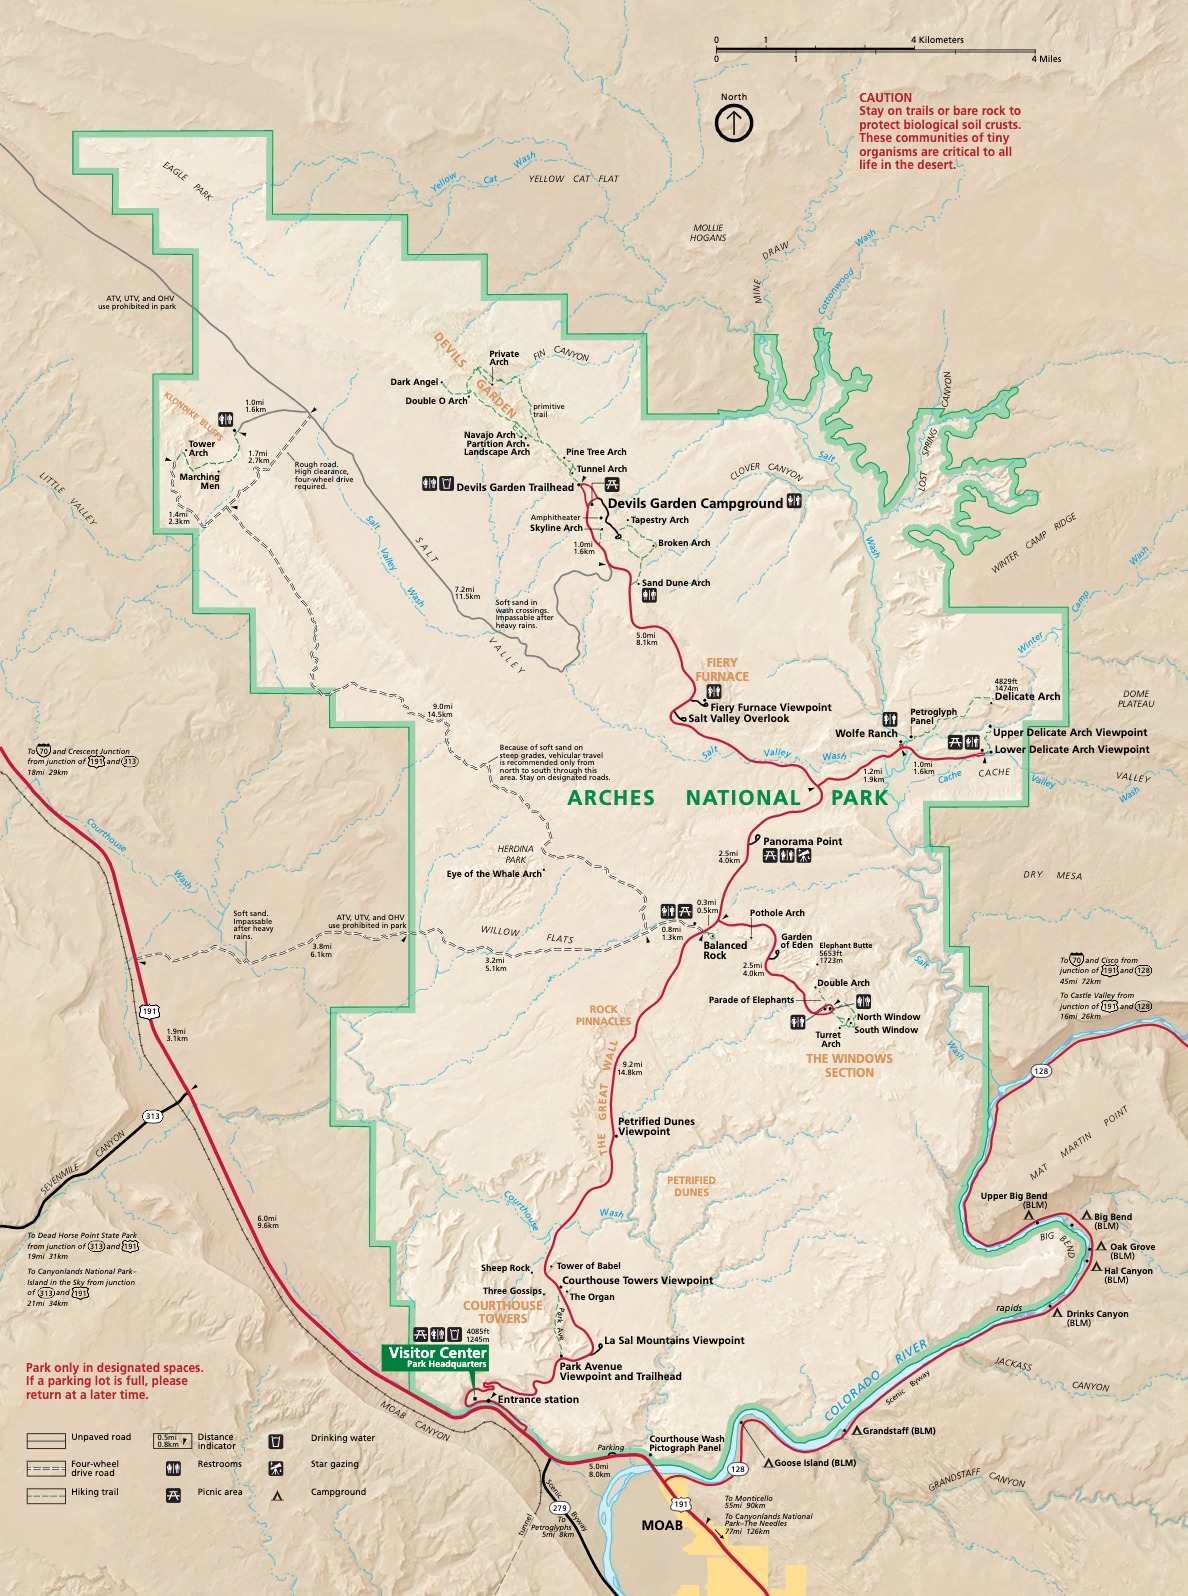 0 1 4 Kilometers
0 1 4 Miles
North
CAUTION
Stay on trails or bare rock to
protect biological soil crusts.
These communities of tiny
organisms are critical to all
life in the desert.
EAGLE PARK
Yellow Cat Wash
YELLOW CAT FLAT
MOLLIE
HOGANS
MINE DRAW
Cottonwood Wash
ATV, UTV, and OHV
use prohibited in park
DEVILS GARDEN
Private
Arch
FIN CANYON
Dark Angel
Double O Arch
primitive
trail
KLONDIKE BLUFFS
1.0mi
1.6km
Tower
Arch
Marching
Men
1.7mi
2.7km
1.4mi
2.3km
Rough road.
High clearance,
four-wheel drive
required.
LITTLE VALLEY
Navajo Arch
Partition Arch
Landscape Arch
Pine Tree Arch
Tunnel Arch
Devils Garden Trailhead
Devils Garden Campground
Amphitheater
Skyline Arch
Tapestry Arch
Broken Arch
1.0mi
1.6km
Sand Dune Arch
CLOVER CANYON
Salt
Wash
LOST SPRING CANYON
WINTER CAMP RIDGE
Winter Camp Wash
Salt Valley Wash
SALT VALLEY
7.2mi
11.5km
Soft sand in
wash crossings.
Impassable after
heavy rains.
5.0mi
8.1km
FIERY
FURNACE
Fiery Furnace Viewpoint
Salt Valley Overlook
9.0mi
14.5km
Because of soft sand on
steep grades, vehicular travel
is recommended only from
north to south through this
area. Stay on designated roads.
Salt Valley Wash
Wolfe Ranch
Petroglyph
Panel
4829ft
1474m
Delicate Arch
Upper Delicate Arch Viewpoint
Lower Delicate Arch Viewpoint
1.2mi
1.9km
1.0mi
1.6km
Cache Valley Wash
CACHE VALLEY
DOME
PLATEAU
To 70 and Crescent Junction
from junction of 191 and 313
18mi 29km
ARCHES NATIONAL PARK
Panorama Point
2.5mi
4.0km
Courthouse Wash
HERDINA
PARK
Eye of the Whale Arch
DRY MESA
Soft sand.
Impassable
after heavy
rains.
ATV, UTV, and OHV
use prohibited in park
WILLOW FLATS
3.8mi
6.1km
3.2mi
5.1km
0.3mi
0.5km
0.8mi
1.3km
Balanced
Rock
Pothole Arch
Garden
of Eden
Elephant Butte
5653ft
1723m
2.5mi
4.0km
Double Arch
Parade of Elephants
North Window
South Window
Turret
Arch
THE WINDOWS
SECTION
Salt
Wash
To 70 and Cisco from
junction of 191 and 128
45mi 72km
To Castle Valley from
junction of 191 and 128
16mi 26km
191
1.9mi
3.1km
ROCK
PINNACLES
THE GREAT WALL
9.2mi
14.8km
128
313
Petrified Dunes
Viewpoint
PETRIFIED
DUNES
SEVENMILE CANYON
MAT MARTIN POINT
Courthouse Wash
6.0mi
9.6km
To Dead Horse Point State Park
from junction of 313 and 191
19mi 31km
To Canyonlands National Park–
Island in the Sky from junction
of 313 and 191
21mi 34km
Upper Big Bend
(BLM)
Big Bend
(BLM)
BIG BEND
Oak Grove
(BLM)
Hal Canyon
(BLM)
Drinks Canyon
(BLM)
rapids
Sheep Rock
Tower of Babel
Courthouse Towers Viewpoint
Three Gossips
The Organ
COURTHOUSE
TOWERS
Park Ave
4085ft
1245m
Visitor Center
Park Headquarters
La Sal Mountains Viewpoint
Park Avenue
Viewpoint and Trailhead
Entrance station
COLORADO RIVER
Scenic Byway
JACKASS CANYON
Park only in designated spaces.
If a parking lot is full, please
return at a later time.
MOAB CANYON
Grandstaff (BLM)
Courthouse Wash
Pictograph Panel
Parking
Goose Island (BLM)
GRANDSTAFF CANYON
128
5.0mi
8.0km
Unpaved road
Four-wheel
drive road
Hiking trail
0.5mi
0.8km
Distance
indicator
Restrooms
Picnic area
Drinking water
Star gazing
Campground
Scenic Byway
279
To
Petroglyphs
5mi 8km
tunnel
191
MOAB
To Monticello
55mi 90km
To Canyonlands National
Park–The Needles
77mi 126km